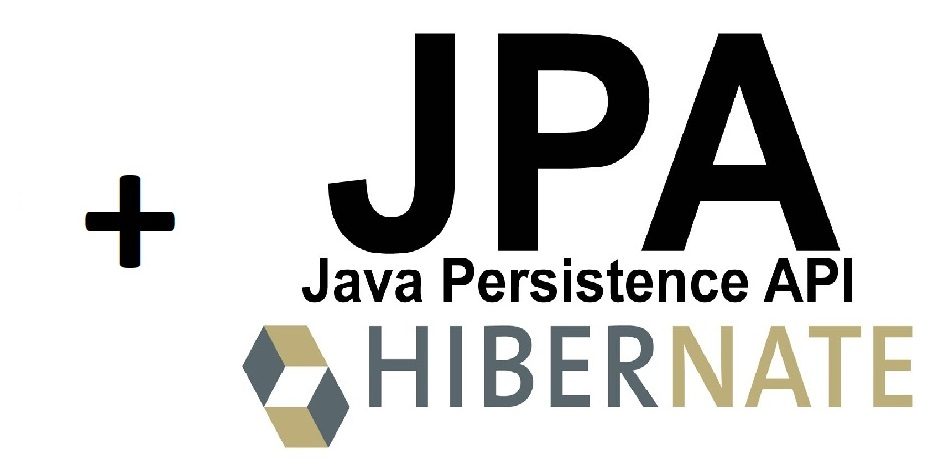 +
JPA
Java Persistence API
HIBERNATE